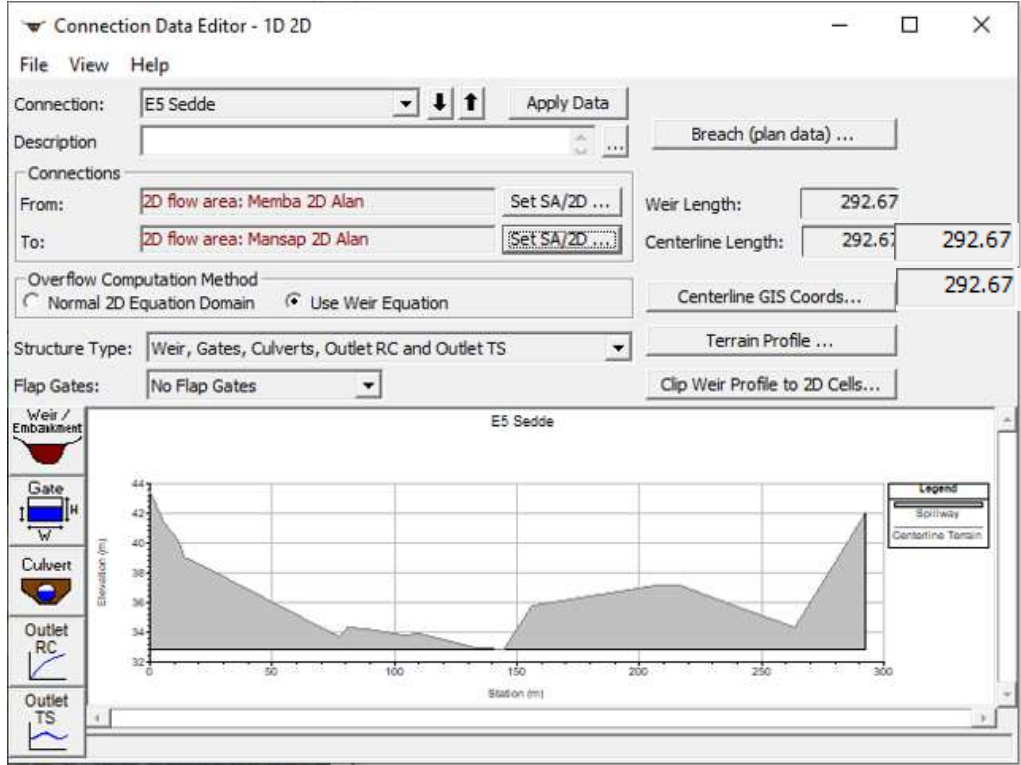 Connection Data Editor - 1D 2D
File View Help
Connection: E5 Sedde Apply Data
Description ... Breach (plan data) ...
Connections
From: 2D flow area: Memba 2D Alan Set SA/2D ... Weir Length: 292.67
To: 2D flow area: Mansap 2D Alan Set SA/2D ... Centerline Length: 292.67 292.67
Overflow Computation Method
Normal 2D Equation Domain Use Weir Equation Centerline GIS Coords... 292.67
Structure Type: Weir, Gates, Culverts, Outlet RC and Outlet TS Terrain Profile ...
Flap Gates: No Flap Gates Clip Weir Profile to 2D Cells...
Weir /
Embankment
Gate
H
W
Culvert
Outlet
RC
Outlet
TS
E5 Sedde
44
42
40
38
36
34
32
Elevation (m)
0 50 100 150 200 250 300
Station (m)
Legend
Spillway
Centerline Terrain